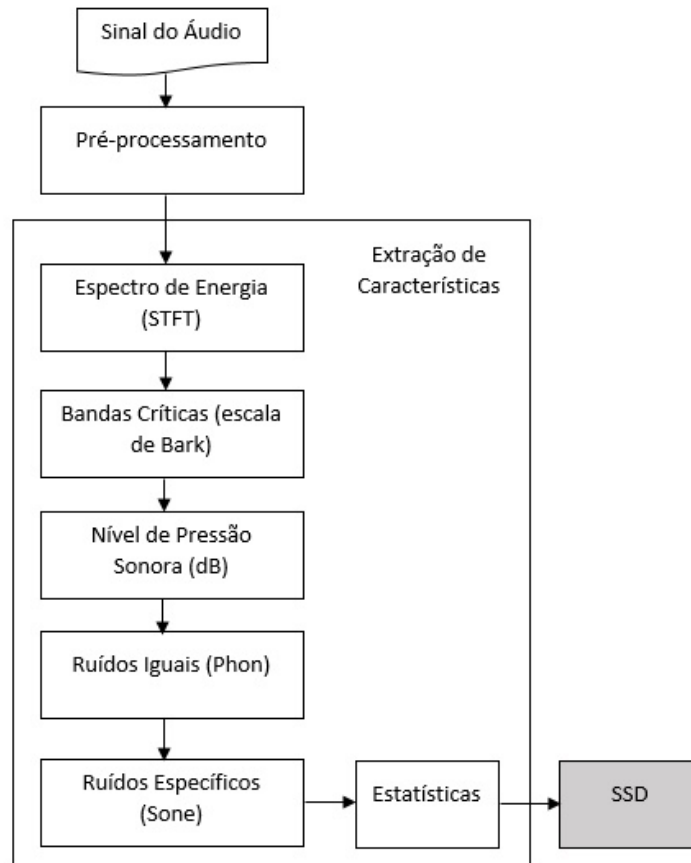 Sinal do Áudio
Pré-processamento
Extração de
Características
Espectro de Energia
(STFT)
Bandas Críticas (escala
de Bark)
Nível de Pressão
Sonora (dB)
Ruídos Iguais (Phon)
Ruídos Específicos
(Sone)
Estatísticas
SSD